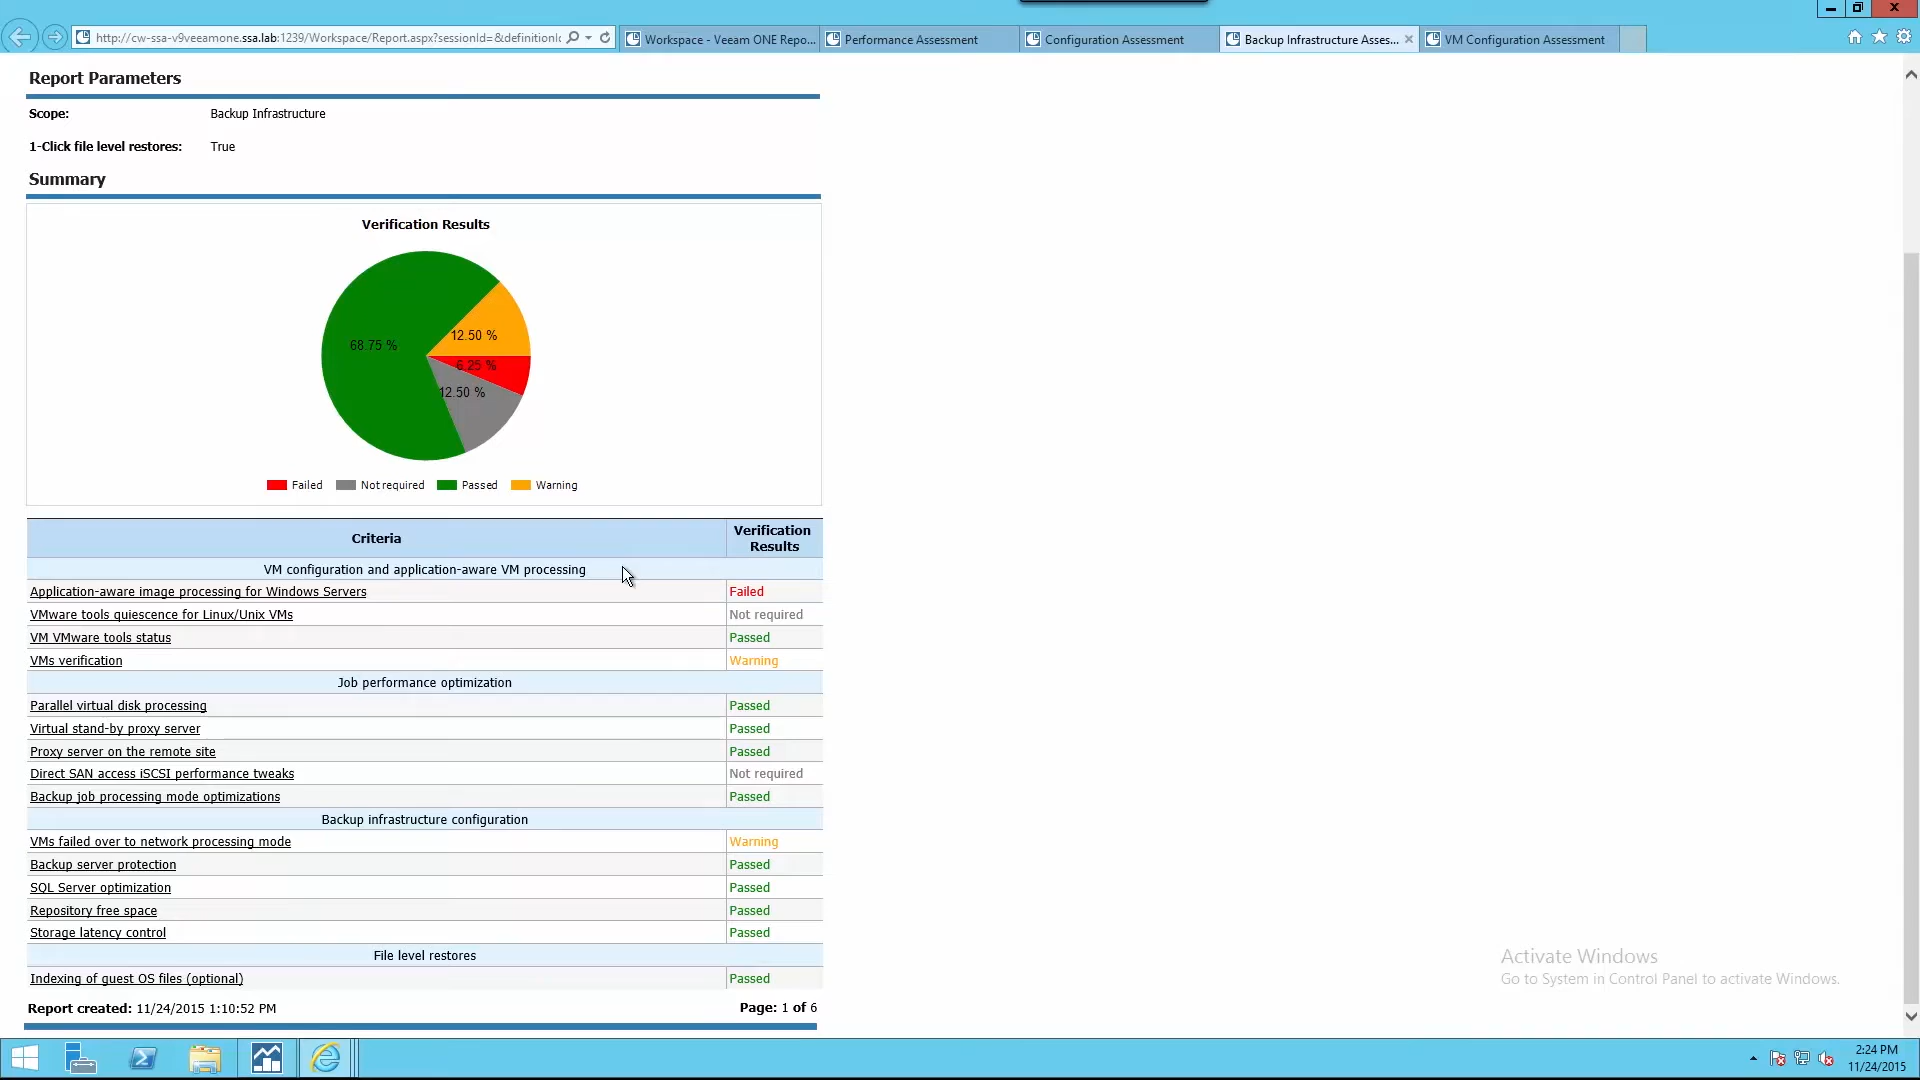 http://cw-ssa-v9veeamone.ssa.lab:1239/Workspace/Report.aspx?sessionId=&definitionId
Workspace - Veeam ONE Repo...
Performance Assessment
Configuration Assessment
Backup Infrastructure Asses...
VM Configuration Assessment
Report Parameters
Scope: Backup Infrastructure
1-Click file level restores: True
Summary
Verification Results
68.75 %
12.50 %
6.25 %
12.50 %
Failed Not required Passed Warning
Criteria Verification Results
VM configuration and application-aware VM processing
Application-aware image processing for Windows Servers Failed
VMware tools quiescence for Linux/Unix VMs Not required
VM VMware tools status Passed
VMs verification Warning
Job performance optimization
Parallel virtual disk processing Passed
Virtual stand-by proxy server Passed
Proxy server on the remote site Passed
Direct SAN access iSCSI performance tweaks Not required
Backup job processing mode optimizations Passed
Backup infrastructure configuration
VMs failed over to network processing mode Warning
Backup server protection Passed
SQL Server optimization Passed
Repository free space Passed
Storage latency control Passed
File level restores
Indexing of guest OS files (optional) Passed
Report created: 11/24/2015 1:10:52 PM Page: 1 of 6
Activate Windows
Go to System in Control Panel to activate Windows.
2:24 PM
11/24/2015